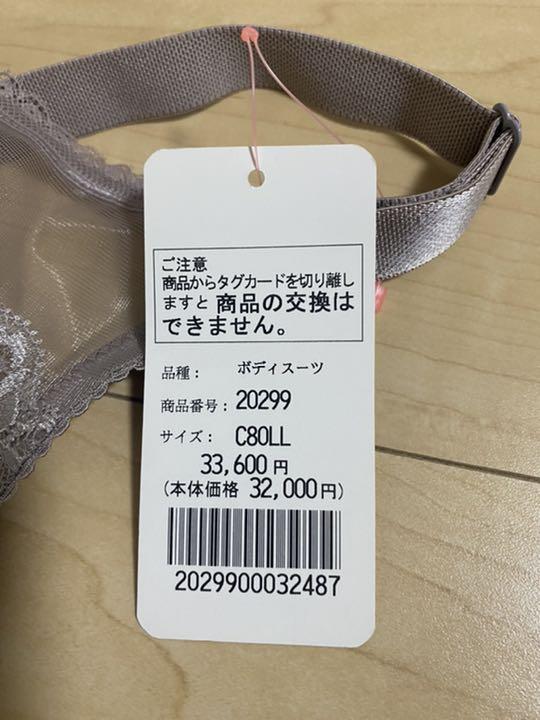 ご注意
商品からタグカードを切り離し
ますと 商品の交換は
できません。
品種： ボディスーツ
商品番号：20299
サイズ： C80LL
33,600円
(本体価格 32,000円)
2029900032487